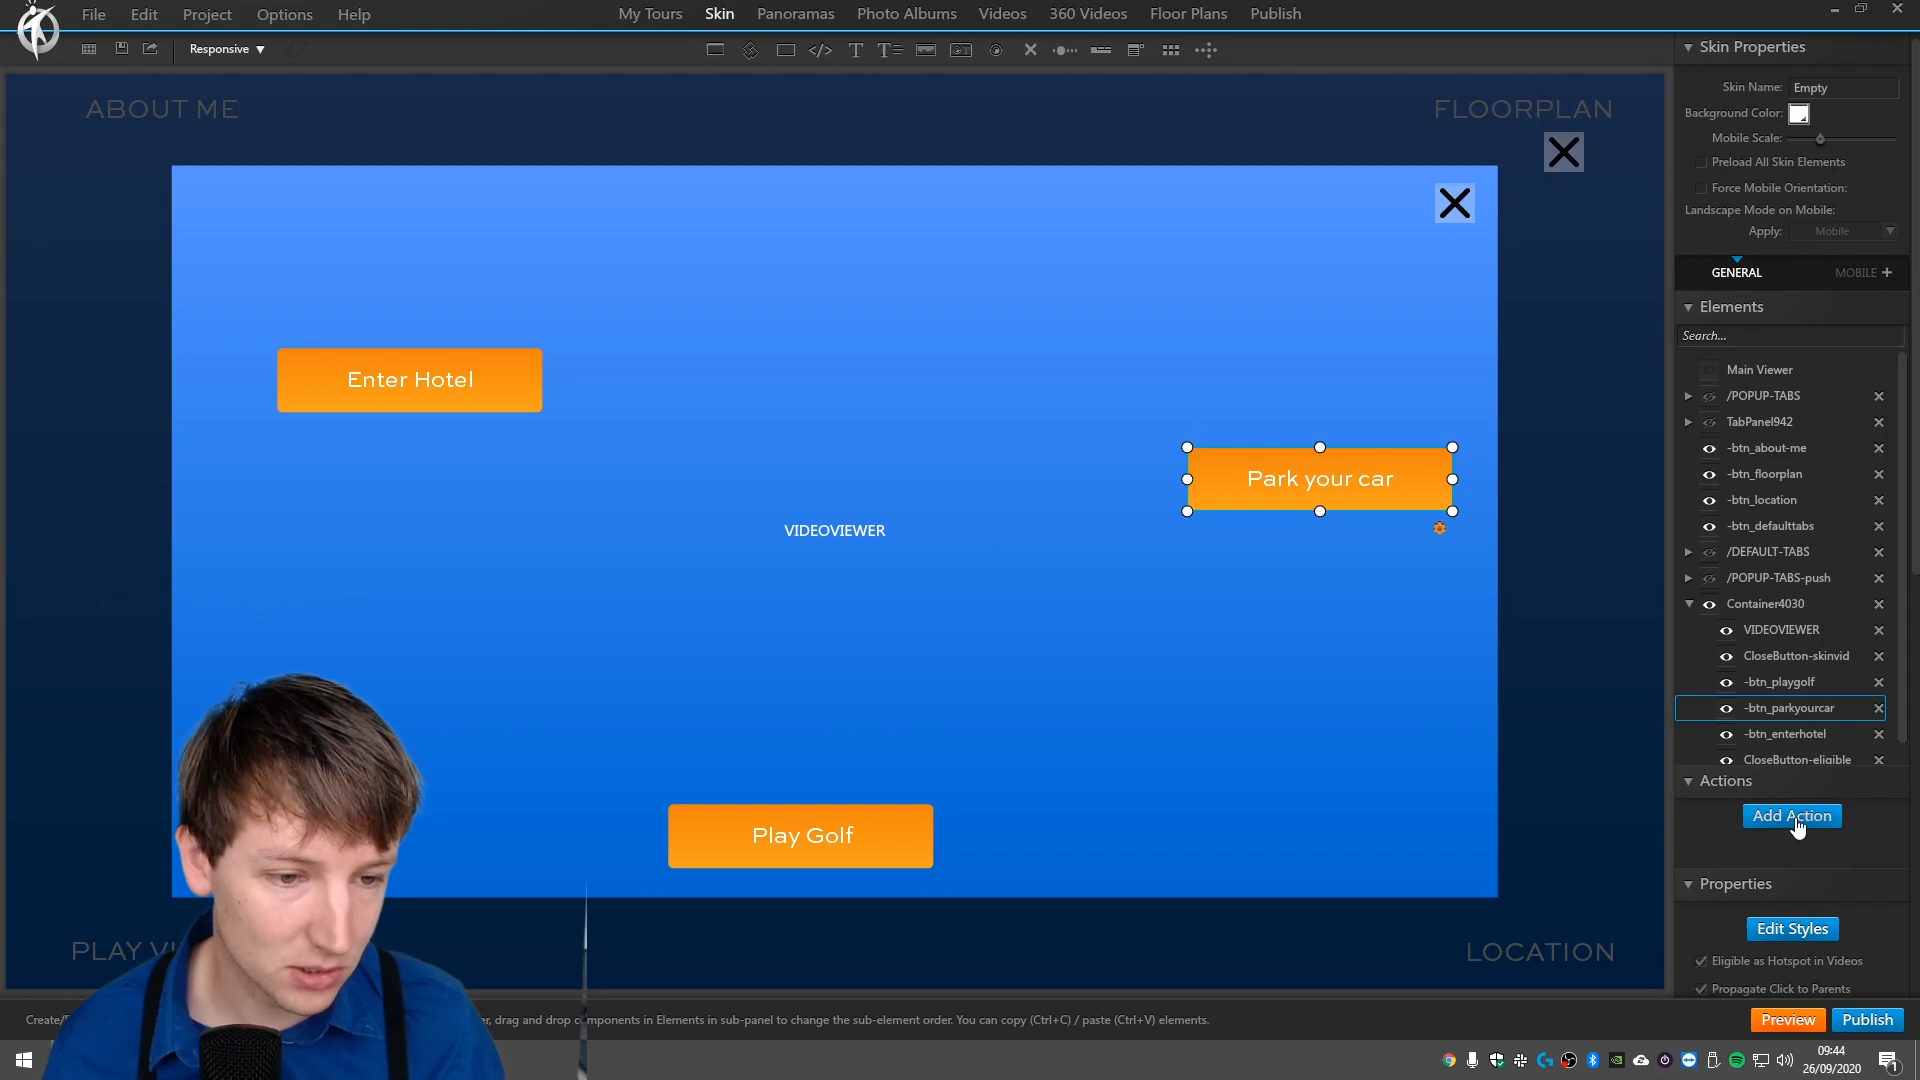 File Edit Project Options Help
My Tours Skin Panoramas Photo Albums Videos 360 Videos Floor Plans Publish
Responsive
Skin Properties
Skin Name: Empty
Background Color:
Mobile Scale:
Preload All Skin Elements
Force Mobile Orientation:
Landscape Mode on Mobile:
Apply: Mobile
GENERAL MOBILE +
Elements
Search...
Main Viewer
/POPUP-TABS
TabPanel942
-btn_about-me
-btn_floorplan
-btn_location
-btn_defaulttabs
/DEFAULT-TABS
/POPUP-TABS-push
Container4030
VIDEOVIEWER
CloseButton-skinvid
-btn_playgolf
-btn_parkyourcar
-btn_enterhotel
CloseButton-eligible
Actions
Add Action
Properties
Edit Styles
Eligible as Hotspot in Videos
Propagate Click to Parents
Preview Publish
ABOUT ME
FLOORPLAN
Enter Hotel
Park your car
VIDEOVIEWER
Play Golf
PLAY
LOCATION
drag and drop components in Elements in sub-panel to change the sub-element order. You can copy (Ctrl+C) / paste (Ctrl+V) elements.
09:44
26/09/2020
1